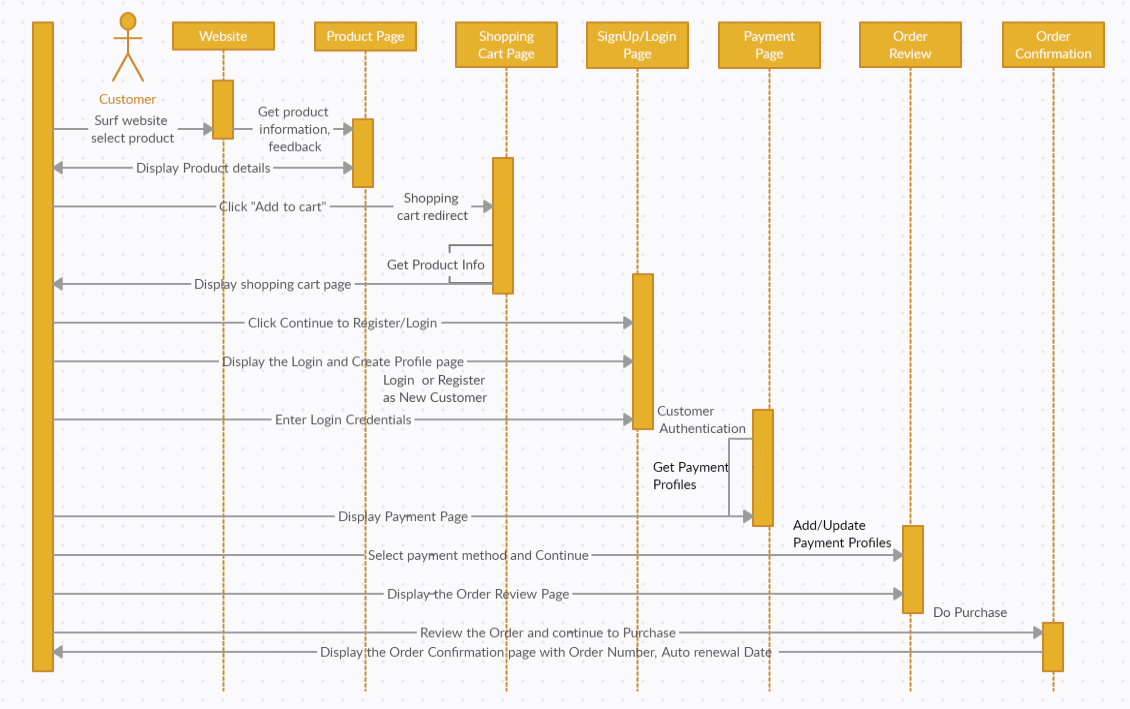 Website
Product Page
Shopping
Cart Page
SignUp/Login
Page
Payment
Page
Order
Review
Order
Confirmation
Customer
Surf website
select product
Get product
information,
feedback
Display Product details
Click "Add to cart"
Shopping
cart redirect
Get Product Info
Display shopping cart page
Click Continue to Register/Login
Display the Login and Create Profile page
Login or Register
as New Customer
Enter Login Credentials
Customer
Authentication
Get Payment
Profiles
Display Payment Page
Add/Update
Payment Profiles
Select payment method and Continue
Display the Order Review Page
Do Purchase
Review the Order and continue to Purchase
Display the Order Confirmation page with Order Number, Auto renewal Date